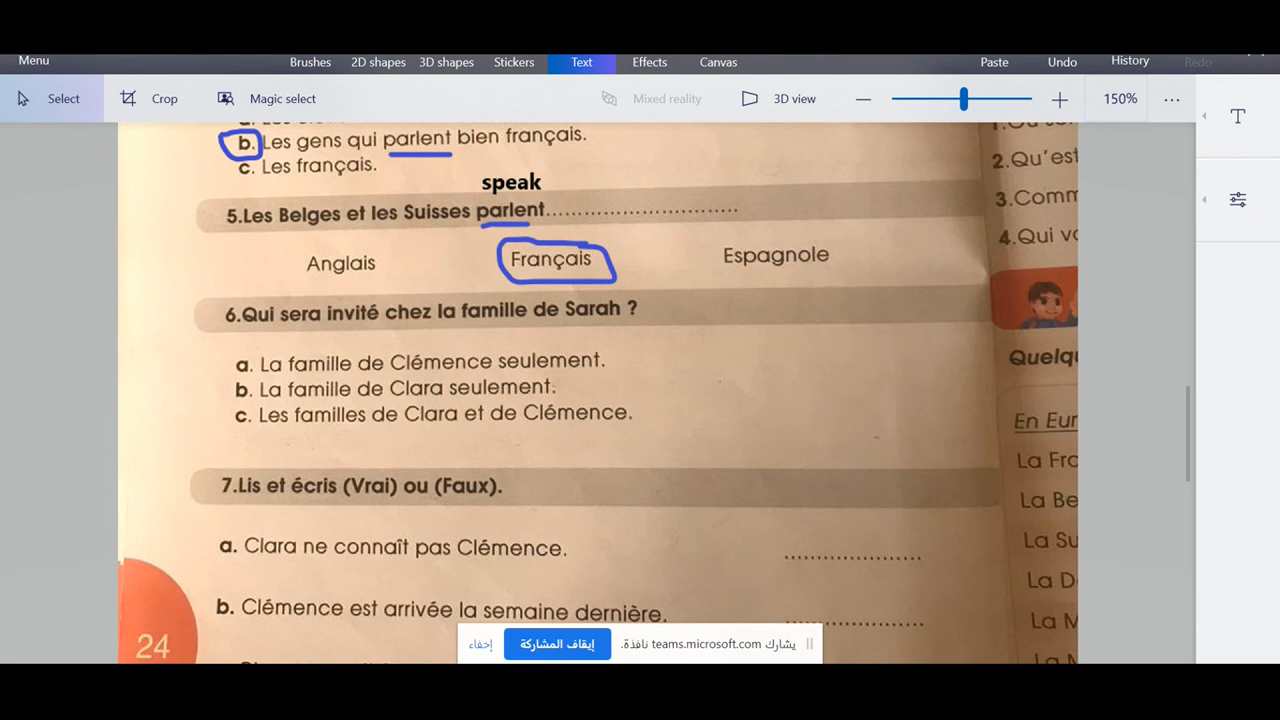 Menu
Brushes
2D shapes
3D shapes
Stickers
Text
Effects
Canvas
Paste
Undo
History
Redo
Select
Crop
Magic select
Mixed reality
3D view
150%
b. Les gens qui parlent bien français.
c. Les français.
speak
5.Les Belges et les Suisses parlent.............................
Anglais Français Espagnole
6.Qui sera invité chez la famille de Sarah ?
a. La famille de Clémence seulement.
b. La famille de Clara seulement.
c. Les familles de Clara et de Clémence.
7.Lis et écris (Vrai) ou (Faux).
a. Clara ne connaît pas Clémence. ......................
b. Clémence est arrivée la semaine dernière. ......................
24
2.Qu'est
3.Comm
4.Qui vo
Quelqu
En Eur
La Fra
La Be
La Su
La D
La M
يشارك teams.microsoft.com نافذة.
إيقاف المشاركة
إخفاء